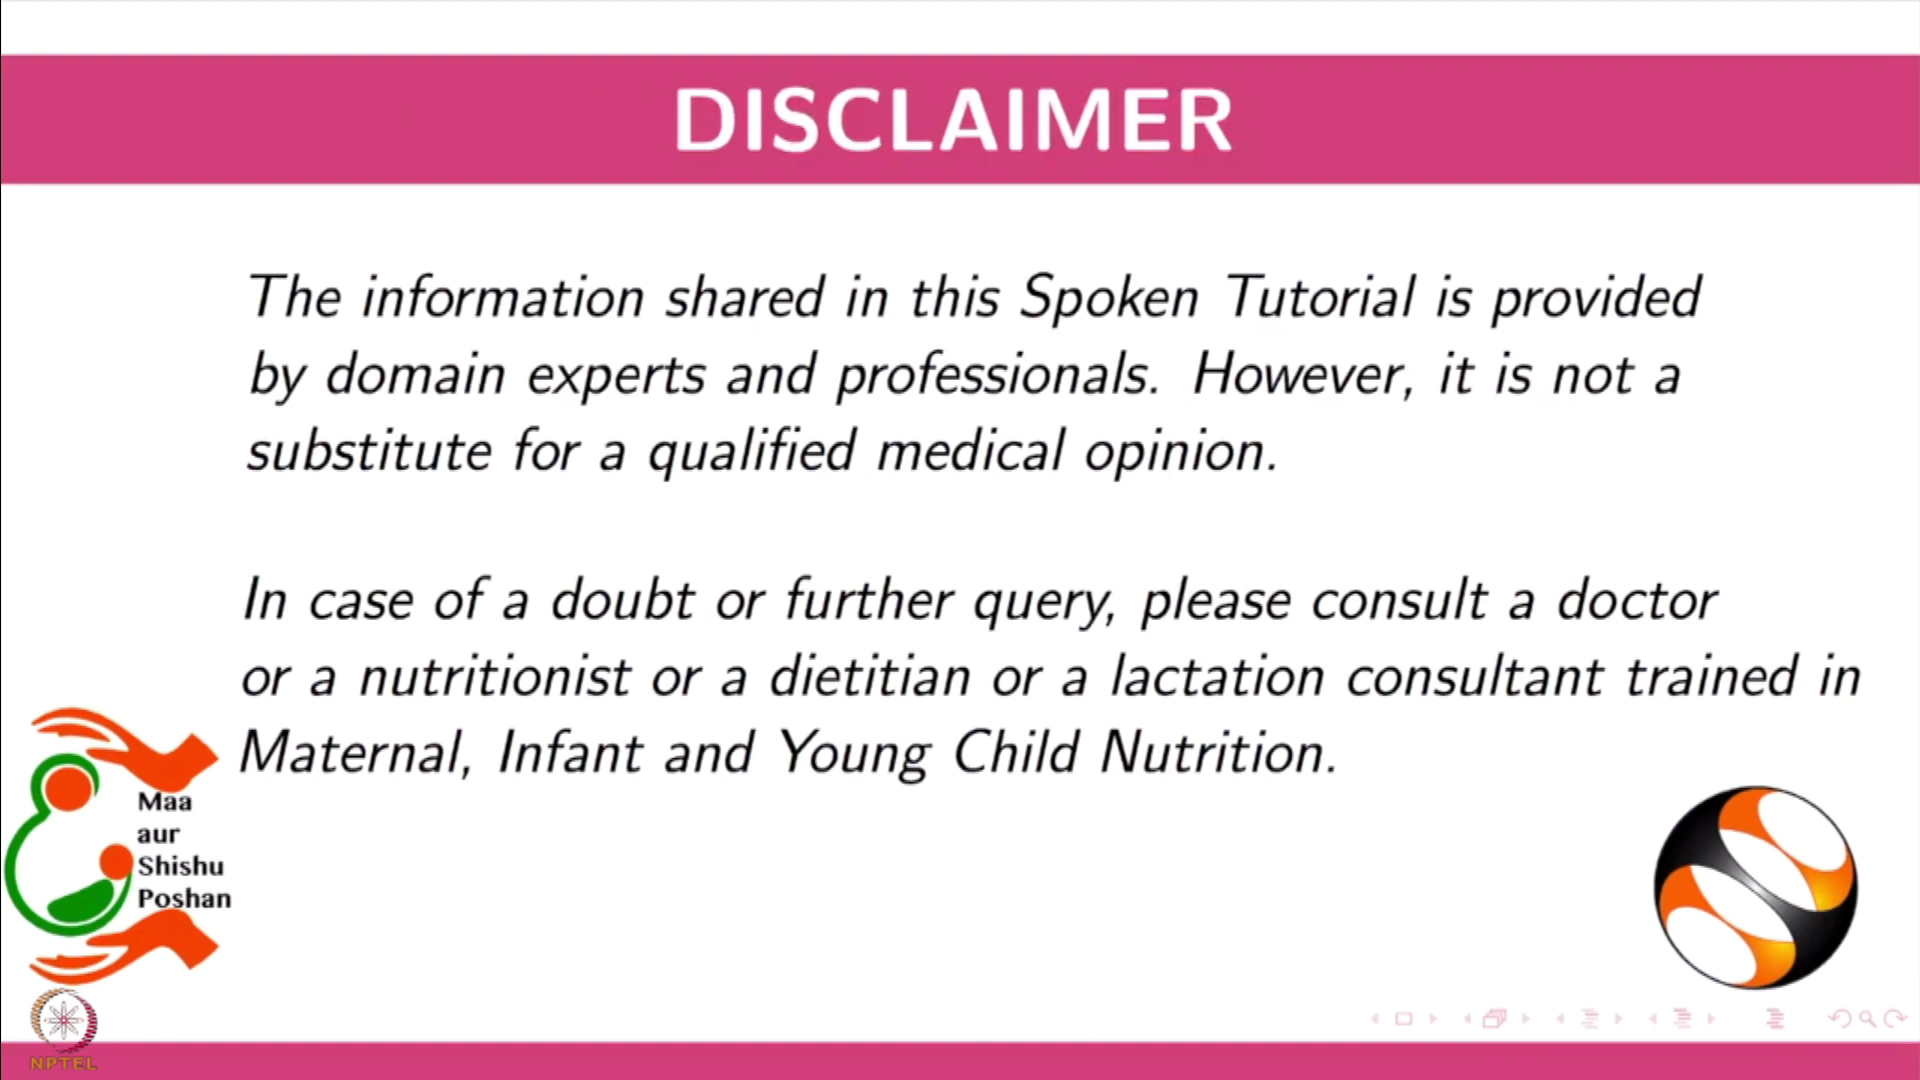 DISCLAIMER
The information shared in this Spoken Tutorial is provided
by domain experts and professionals. However, it is not a
substitute for a qualified medical opinion.
In case of a doubt or further query, please consult a doctor
or a nutritionist or a dietitian or a lactation consultant trained in
Maternal, Infant and Young Child Nutrition.
Maa
aur
Shishu
Poshan
NPTEL